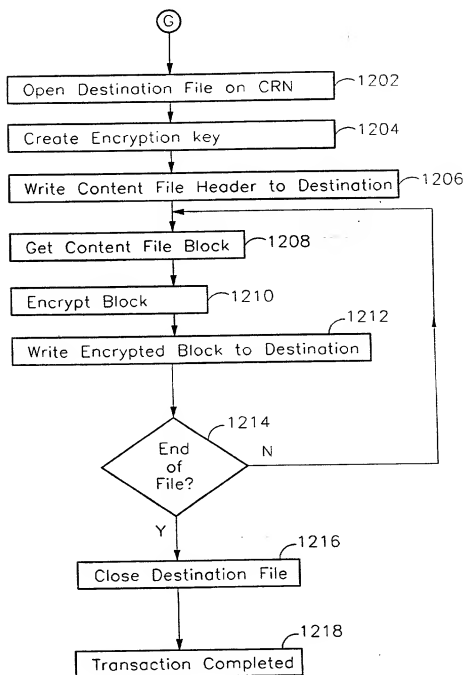 G
Open Destination File on CRN
1202
Create Encryption key
1204
Write Content File Header to Destination
1206
Get Content File Block
1208
Encrypt Block
1210
Write Encrypted Block to Destination
1212
End
of
File?
1214
N
Y
Close Destination File
1216
Transaction Completed
1218